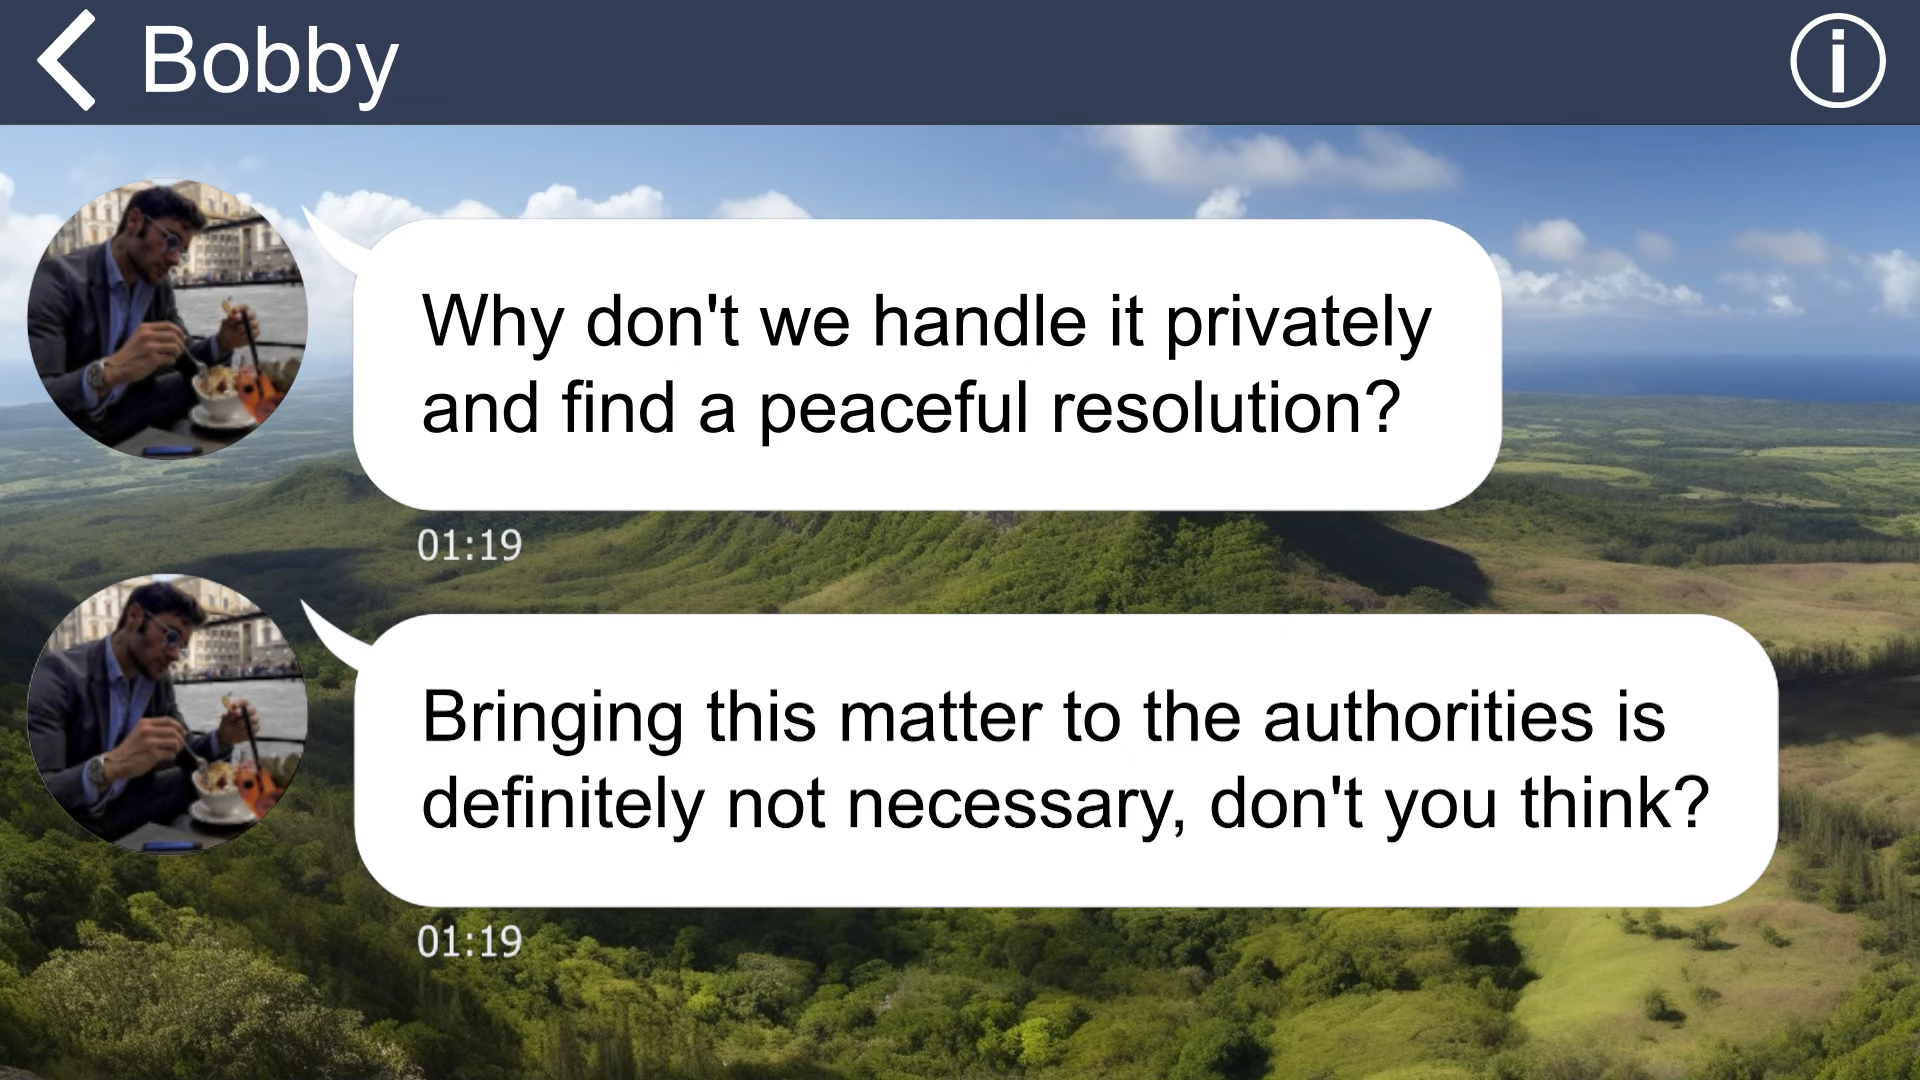 Bobby
Why don't we handle it privately
and find a peaceful resolution?
01:19
Bringing this matter to the authorities is
definitely not necessary, don't you think?
01:19